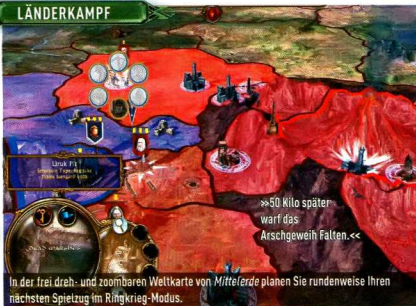 LÄNDERKAMPF
Uruk Pit
»50 Kilo später
warf das
Arschgeweih Falten.«
In der frei dreh- und zoombaren Weltkarte von Mittelerde planen Sie rundenweise Ihren
nächsten Spielzug im Ringkrieg-Modus.